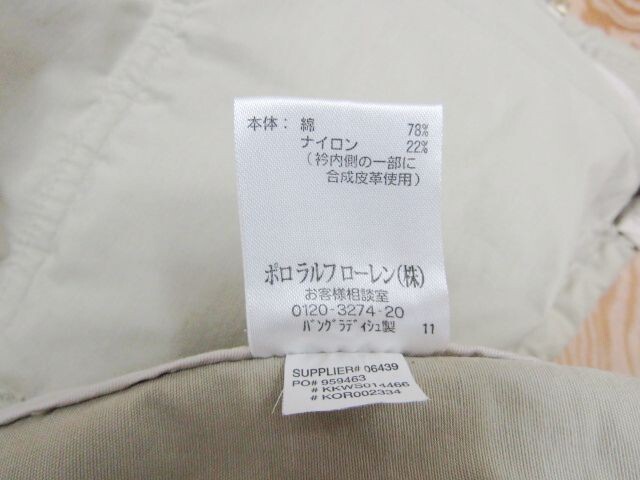 本体: 綿 78%
ナイロン 22%
(衿内側の一部に
合成皮革使用)
ポロ ラルフ ローレン(株)
お客様相談室
0120-3274-20
バングラディシュ製 11
SUPPLIER# 06439
PO# 959463
# KKWS014466
# KOR002334